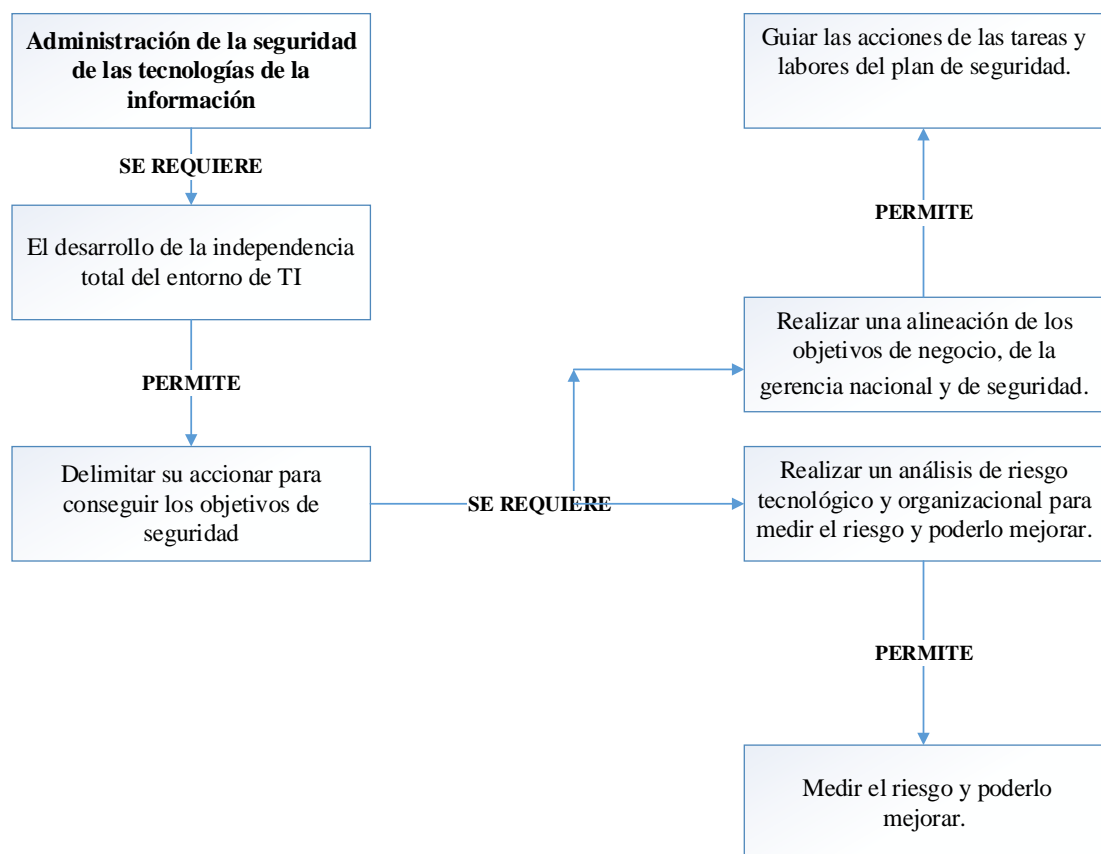 Administración de la seguridad
de las tecnologías de la
información
SE REQUIERE
El desarrollo de la independencia
total del entorno de TI
PERMITE
Delimitar su accionar para
conseguir los objetivos de
seguridad
SE REQUIERE
Guiar las acciones de las tareas y
labores del plan de seguridad.
PERMITE
Realizar una alineación de los
objetivos de negocio, de la
gerencia nacional y de seguridad.
Realizar un análisis de riesgo
tecnológico y organizacional para
medir el riesgo y poderlo mejorar.
PERMITE
Medir el riesgo y poderlo
mejorar.